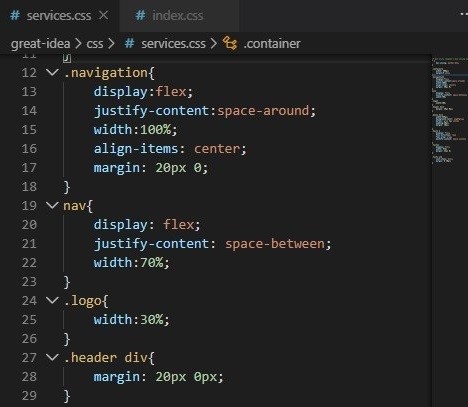 # services.css × # index.css
great-idea > css > # services.css > .container
11 }
12 .navigation{
13 display:flex;
14 justify-content:space-around;
15 width:100%;
16 align-items: center;
17 margin: 20px 0;
18 }
19 nav{
20 display: flex;
21 justify-content: space-between;
22 width:70%;
23 }
24 .logo{
25 width:30%;
26 }
27 .header div{
28 margin: 20px 0px;
29 }